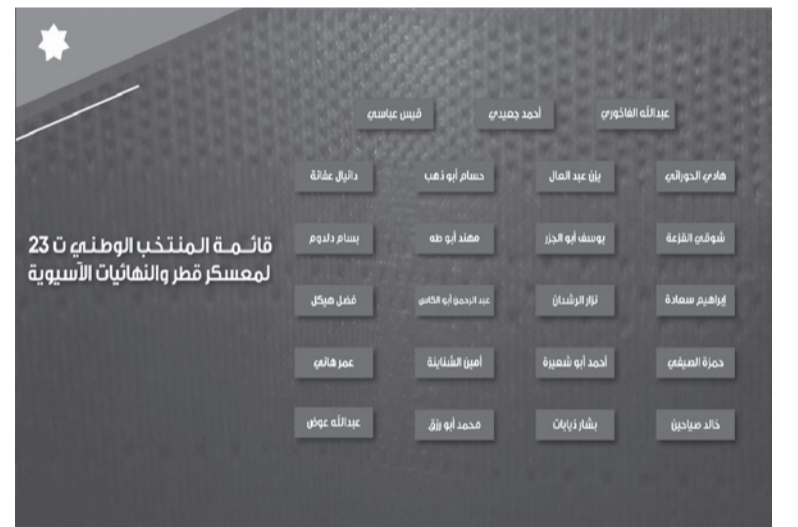 عبدالله الفاخوري أحمد جعيدي قيس عباسي
هادي الحوراني يزن عبد العال حسام أبو ذهب دانيال عفانة
شوقي القزعة يوسف أبو الجزر مهند أبو طه بسام دلدوم
إبراهيم سعادة نزار الرشدان عبد الرحمن أبو الكاس فضل هيكل
حمزة الصيفي أحمد أبو شعيرة أمين الشناينة عمر هاني
خالد صياحين بشار ذيابات محمد أبو رزق عبدالله عوض
قائـمـة المنتخب الوطني ت 23
لمعسكر قطر والنهائيات الآسيوية